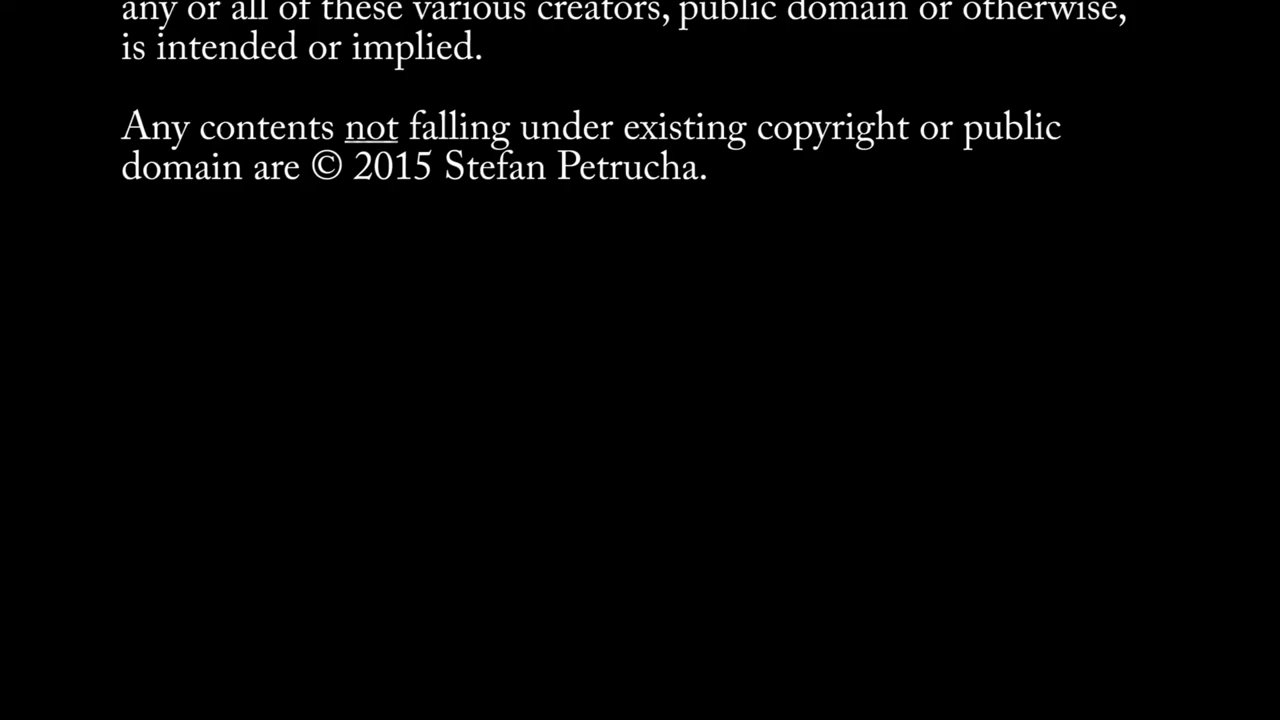 any or all of these various creators, public domain or otherwise,
is intended or implied.
Any contents not falling under existing copyright or public
domain are © 2015 Stefan Petrucha.